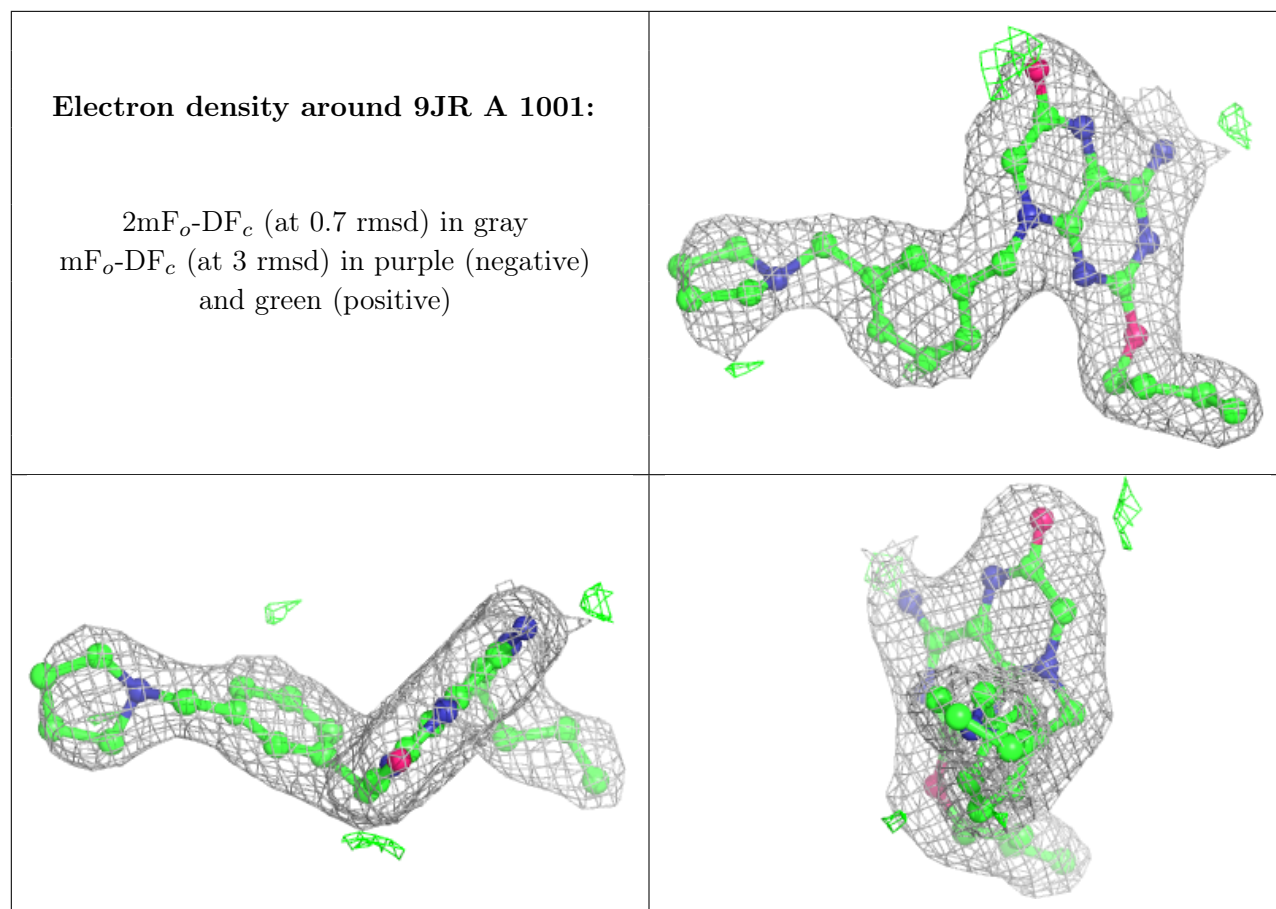 Electron density around 9JR A 1001:
2mFₒ-DF𝒸 (at 0.7 rmsd) in gray
mFₒ-DF𝒸 (at 3 rmsd) in purple (negative)
and green (positive)